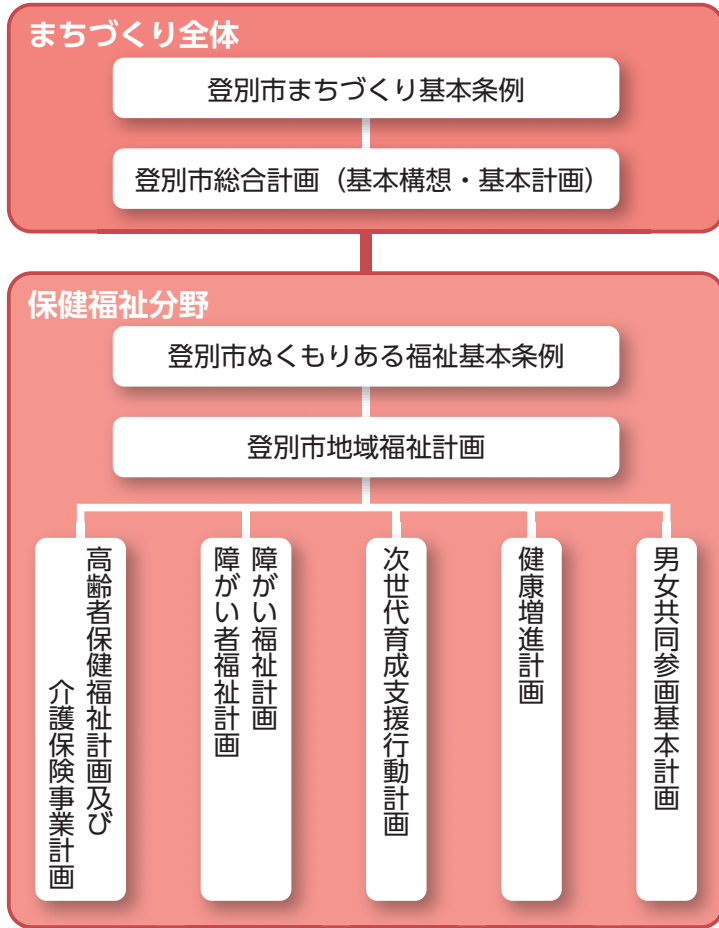 まちづくり全体
登別市まちづくり基本条例
登別市総合計画（基本構想・基本計画）
保健福祉分野
登別市ぬくもりある福祉基本条例
登別市地域福祉計画
高齢者保健福祉計画及び
介護保険事業計画
障がい福祉計画
障がい者福祉計画
次世代育成支援行動計画
健康増進計画
男女共同参画基本計画